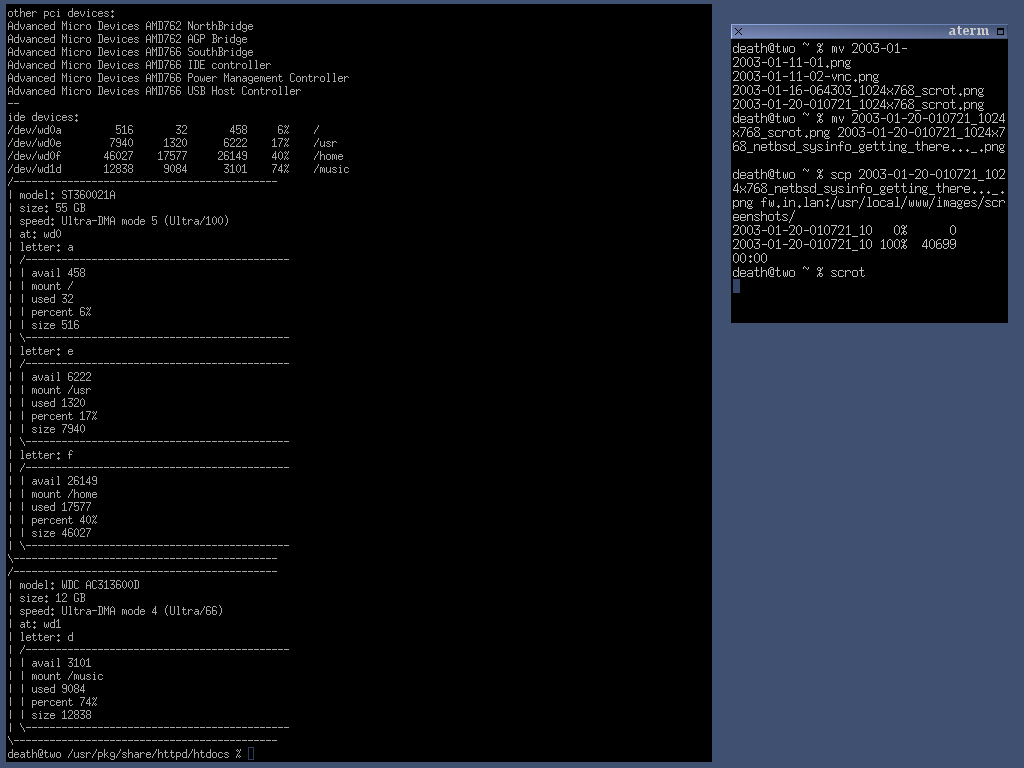 other pci devices:
Advanced Micro Devices AMD762 NorthBridge
Advanced Micro Devices AMD762 AGP Bridge
Advanced Micro Devices AMD766 SouthBridge
Advanced Micro Devices AMD766 IDE controller
Advanced Micro Devices AMD766 Power Management Controller
Advanced Micro Devices AMD766 USB Host Controller
--
ide devices:
/dev/wd0a 516 32 458 6% /
/dev/wd0e 7940 1320 6222 17% /usr
/dev/wd0f 46027 17577 26149 40% /home
/dev/wd1d 12838 9084 3101 74% /music
/--------------------------------------------
| model: ST360021A
| size: 55 GB
| speed: Ultra-DMA mode 5 (Ultra/100)
| at: wd0
| letter: a
| /--------------------------------------------
| | avail 458
| | mount /
| | used 32
| | percent 6%
| | size 516
| \--------------------------------------------
| letter: e
| /--------------------------------------------
| | avail 6222
| | mount /usr
| | used 1320
| | percent 17%
| | size 7940
| \--------------------------------------------
| letter: f
| /--------------------------------------------
| | avail 26149
| | mount /home
| | used 17577
| | percent 40%
| | size 46027
| \--------------------------------------------
\--------------------------------------------
/--------------------------------------------
| model: WDC AC313600D
| size: 12 GB
| speed: Ultra-DMA mode 4 (Ultra/66)
| at: wd1
| letter: d
| /--------------------------------------------
| | avail 3101
| | mount /music
| | used 9084
| | percent 74%
| | size 12838
| \--------------------------------------------
\--------------------------------------------
death@two /usr/pkg/share/httpd/htdocs %
aterm
death@two ~ % mv 2003-01-
2003-01-11-01.png
2003-01-11-02-vnc.png
2003-01-16-064303_1024x768_scrot.png
2003-01-20-010721_1024x768_scrot.png
death@two ~ % mv 2003-01-20-010721_1024
x768_scrot.png 2003-01-20-010721_1024x7
68_netbsd_sysinfo_getting_there..._.png
death@two ~ % scp 2003-01-20-010721_102
4x768_netbsd_sysinfo_getting_there..._.
png fw.in.lan:/usr/local/www/images/scr
eenshots/
2003-01-20-010721_10 0% 0
2003-01-20-010721_10 100% 40699
00:00
death@two ~ % scrot